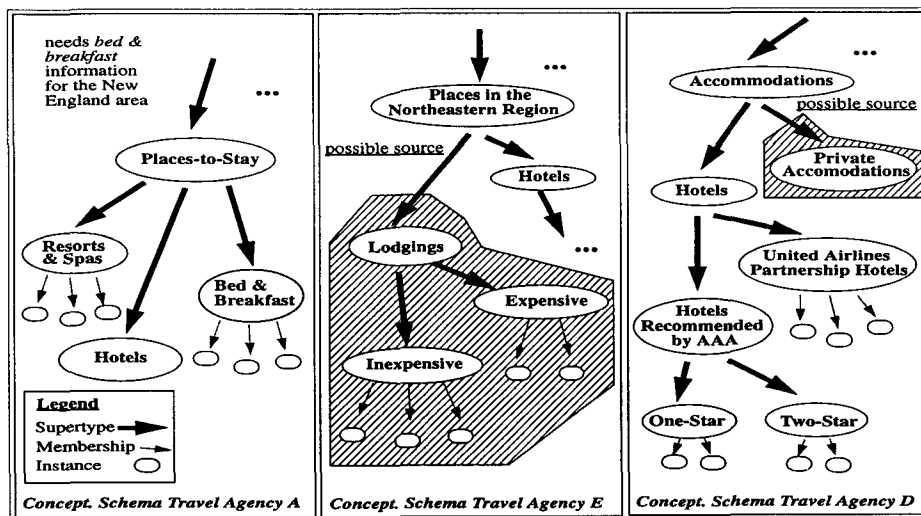 needs bed &
breakfast
information
for the New
England area
...
Places-to-Stay
Resorts
& Spas
Bed &
Breakfast
Hotels
Legend
Supertype
Membership
Instance
Concept. Schema Travel Agency A
...
Places in the
Northeastern Region
possible source
Hotels
...
Lodgings
Expensive
Inexpensive
Concept. Schema Travel Agency E
...
Accommodations
possible source
Private
Accomodations
Hotels
United Airlines
Partnership Hotels
Hotels
Recommended
by AAA
One-Star
Two-Star
Concept. Schema Travel Agency D